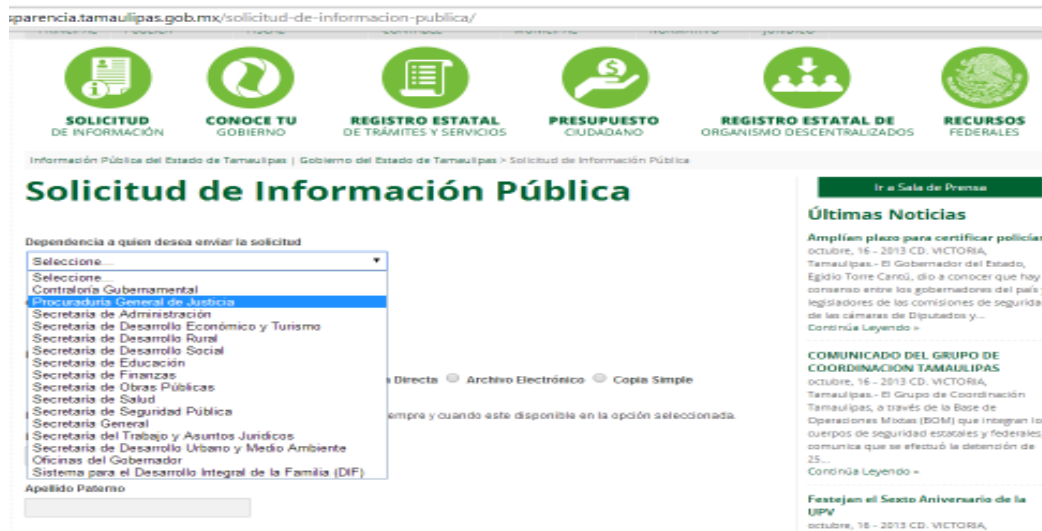 sparencia.tamaulipas.gob.mx/solicitud-de-informacion-publica/
SOLICITUD
DE INFORMACIÓN
CONOCE TU
GOBIERNO
REGISTRO ESTATAL
DE TRÁMITES Y SERVICIOS
PRESUPUESTO
CIUDADANO
REGISTRO ESTATAL DE
ORGANISMO DESCENTRALIZADOS
RECURSOS
FEDERALES
Información Pública del Estado de Tamaulipas | Gobierno del Estado de Tamaulipas > Solicitud de Información Pública
Solicitud de Información Pública
Dependencia a quien desea enviar la solicitud
Seleccione...
Seleccione...
Contraloría Gubernamental
Procuraduría General de Justicia
Secretaría de Administración
Secretaría de Desarrollo Económico y Turismo
Secretaría de Desarrollo Rural
Secretaría de Desarrollo Social
Secretaría de Educación
Secretaría de Finanzas
Secretaría de Obras Públicas
Secretaría de Salud
Secretaría de Seguridad Pública
Secretaría General
Secretaría del Trabajo y Asuntos Jurídicos
Secretaría de Desarrollo Urbano y Medio Ambiente
Oficinas del Gobernador
Sistema para el Desarrollo Integral de la Familia (DIF)
a Directa Archivo Electrónico Copia Simple
empre y cuando este disponible en la opción seleccionada.
Apellido Paterno
Ir a Sala de Prensa
Últimas Noticias
Amplían plazo para certificar policías
octubre, 16 - 2013 CD. VICTORIA,
Tamaulipas.- El Gobernador del Estado,
Egidio Torre Cantú, dio a conocer que hay
consenso entre los gobernadores del país y
legisladores de las comisiones de segurida
de las cámaras de Diputados y...
Continúa Leyendo »
COMUNICADO DEL GRUPO DE
COORDINACION TAMAULIPAS
octubre, 16 - 2013 CD. VICTORIA,
Tamaulipas.- El Grupo de Coordinación
Tamaulipas, a través de la Base de
Operaciones Mixtas (BOM) que integran lo
cuerpos de seguridad estatales y federales,
comunica que se efectuó la detención de
25...
Continúa Leyendo »
Festejan el Sexto Aniversario de la
UPV
octubre, 16 - 2013 CD. VICTORIA,